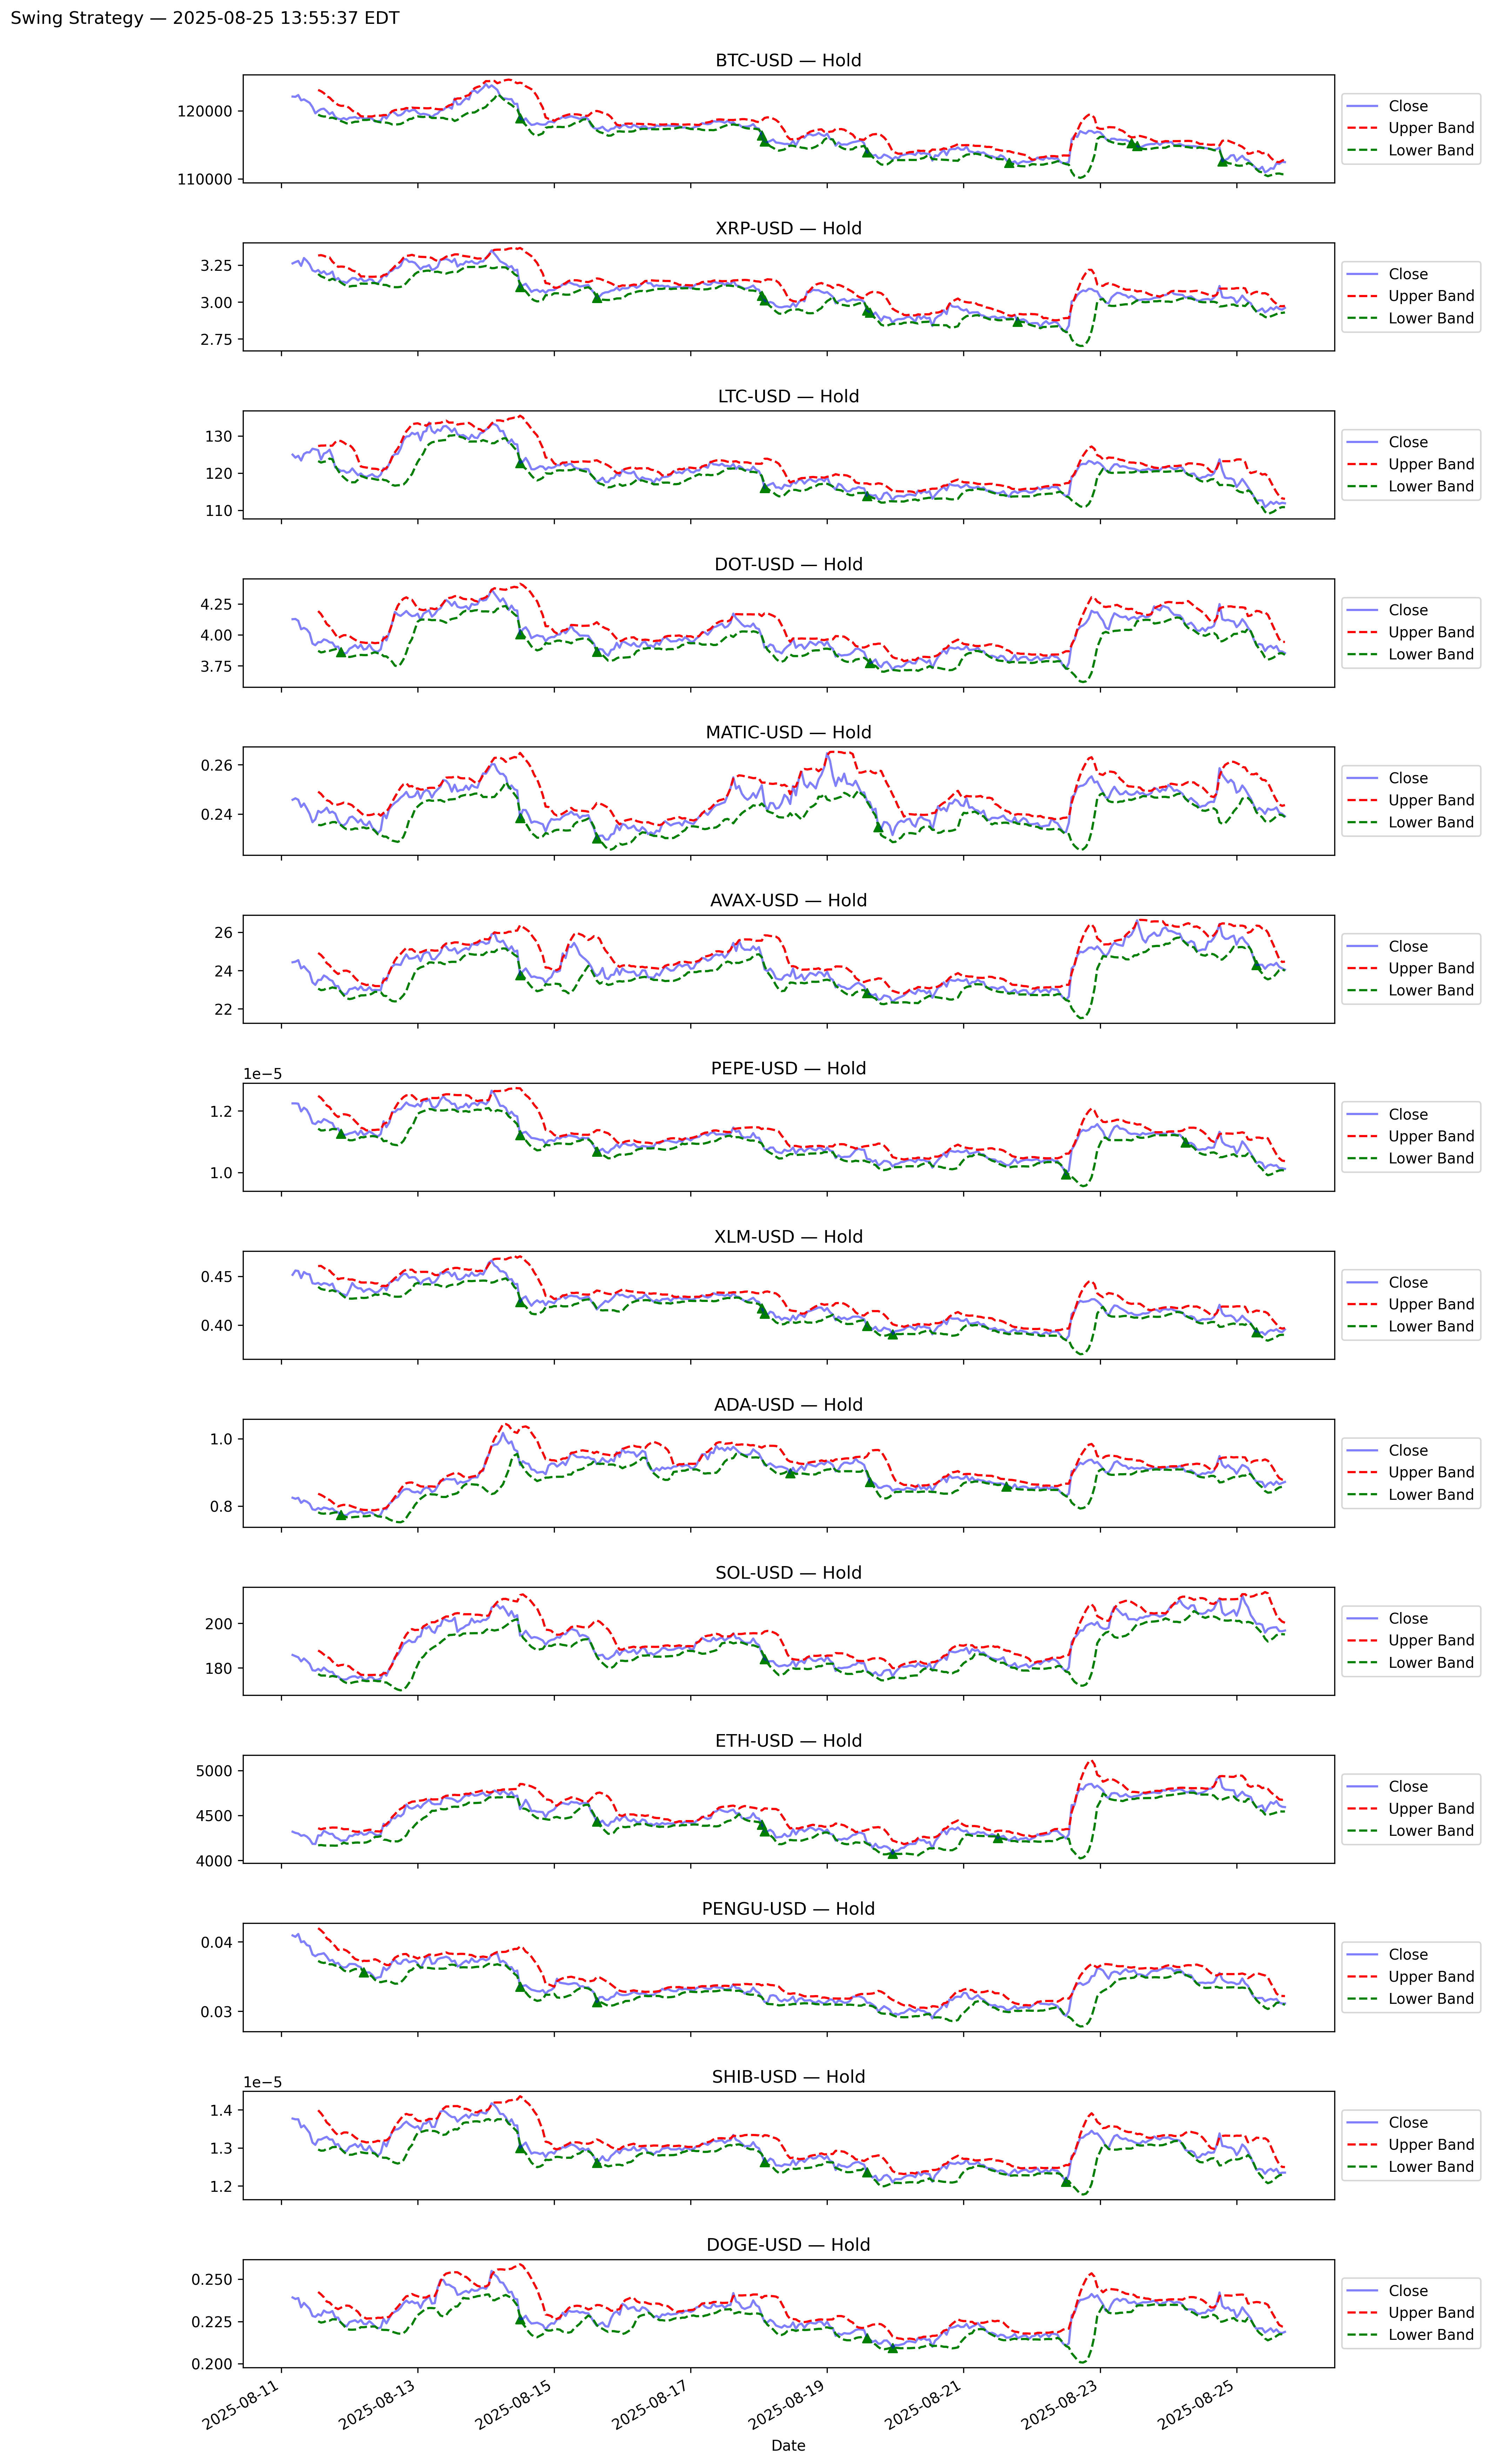 Swing Strategy — 2025-08-25 13:55:37 EDT
BTC-USD — Hold
120000
110000
Close
Upper Band
Lower Band
XRP-USD — Hold
3.25
3.00
2.75
Close
Upper Band
Lower Band
LTC-USD — Hold
130
120
110
Close
Upper Band
Lower Band
DOT-USD — Hold
4.25
4.00
3.75
Close
Upper Band
Lower Band
MATIC-USD — Hold
0.26
0.24
Close
Upper Band
Lower Band
AVAX-USD — Hold
26
24
22
Close
Upper Band
Lower Band
PEPE-USD — Hold
1e−5
1.2
1.0
Close
Upper Band
Lower Band
XLM-USD — Hold
0.45
0.40
Close
Upper Band
Lower Band
ADA-USD — Hold
1.0
0.8
Close
Upper Band
Lower Band
SOL-USD — Hold
200
180
Close
Upper Band
Lower Band
ETH-USD — Hold
5000
4500
4000
Close
Upper Band
Lower Band
PENGU-USD — Hold
0.04
0.03
Close
Upper Band
Lower Band
SHIB-USD — Hold
1e−5
1.4
1.3
1.2
Close
Upper Band
Lower Band
DOGE-USD — Hold
0.250
0.225
0.200
Close
Upper Band
Lower Band
2025-08-11
2025-08-13
2025-08-15
2025-08-17
2025-08-19
2025-08-21
2025-08-23
2025-08-25
Date